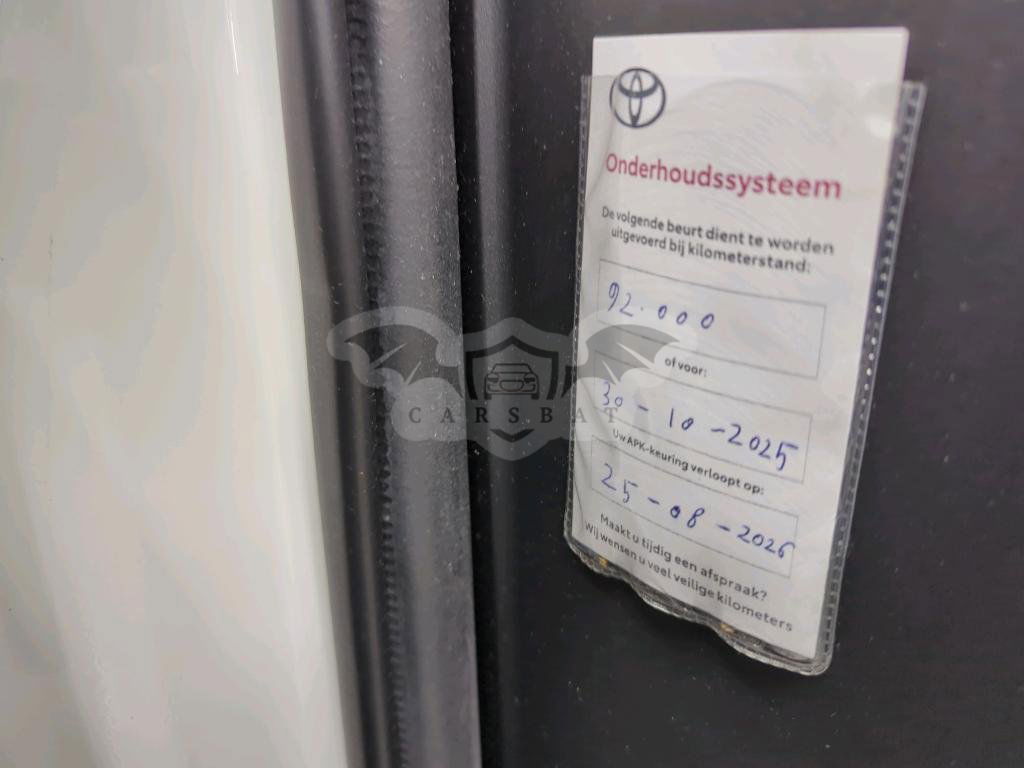 Onderhoudssysteem
De volgende beurt dient te worden
uitgevoerd bij kilometerstand:
92.000
of voor:
CARSBAT
30-10-2025
Uw APK-keuring verloopt op:
25-08-2026
Maakt u tijdig een afspraak?
Wij wensen u veel veilige kilometers